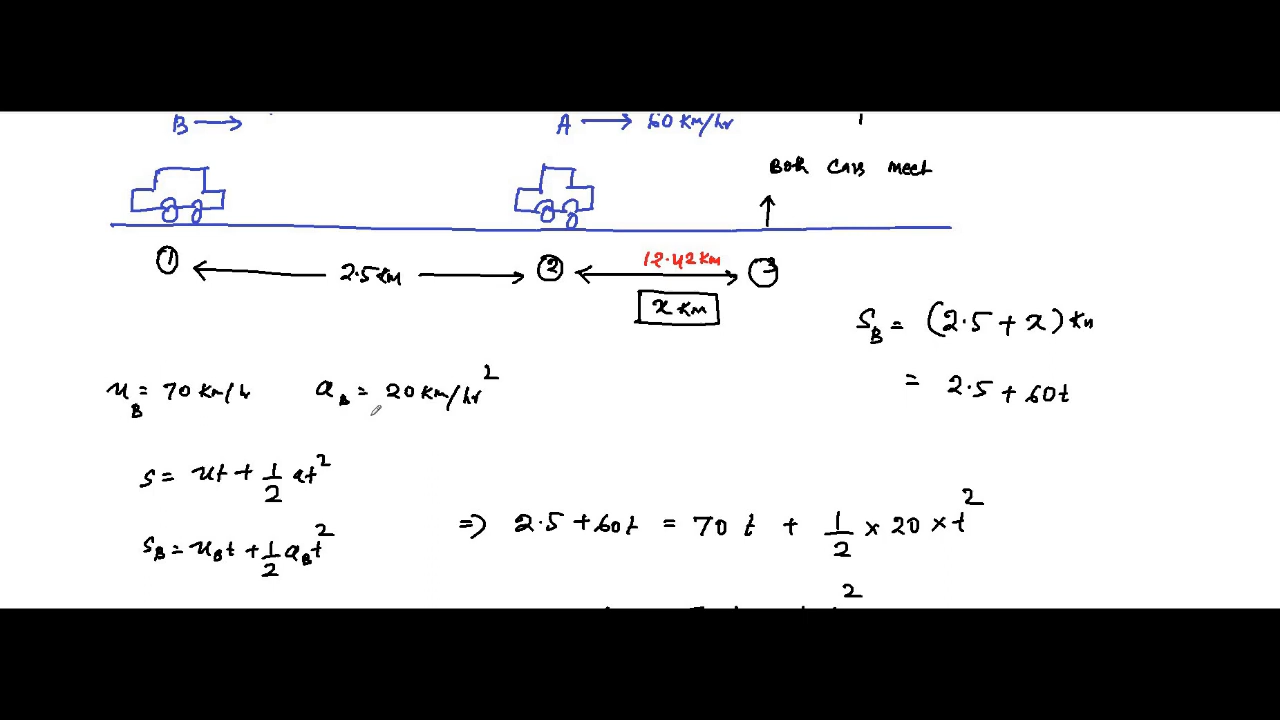 B → A → 60 Km/hr
Both Cars meet
① ← 2.5 Km → ② ← 12.42 Km → ③
x Km
S_B = (2.5 + x) Km
= 2.5 + 60t
u_B = 70 Km/h a_B = 20 Km/hr²
S = ut + 1/2 at²
S_B = u_B t + 1/2 a_B t²
⇒ 2.5 + 60t = 70 t + 1/2 × 20 × t²